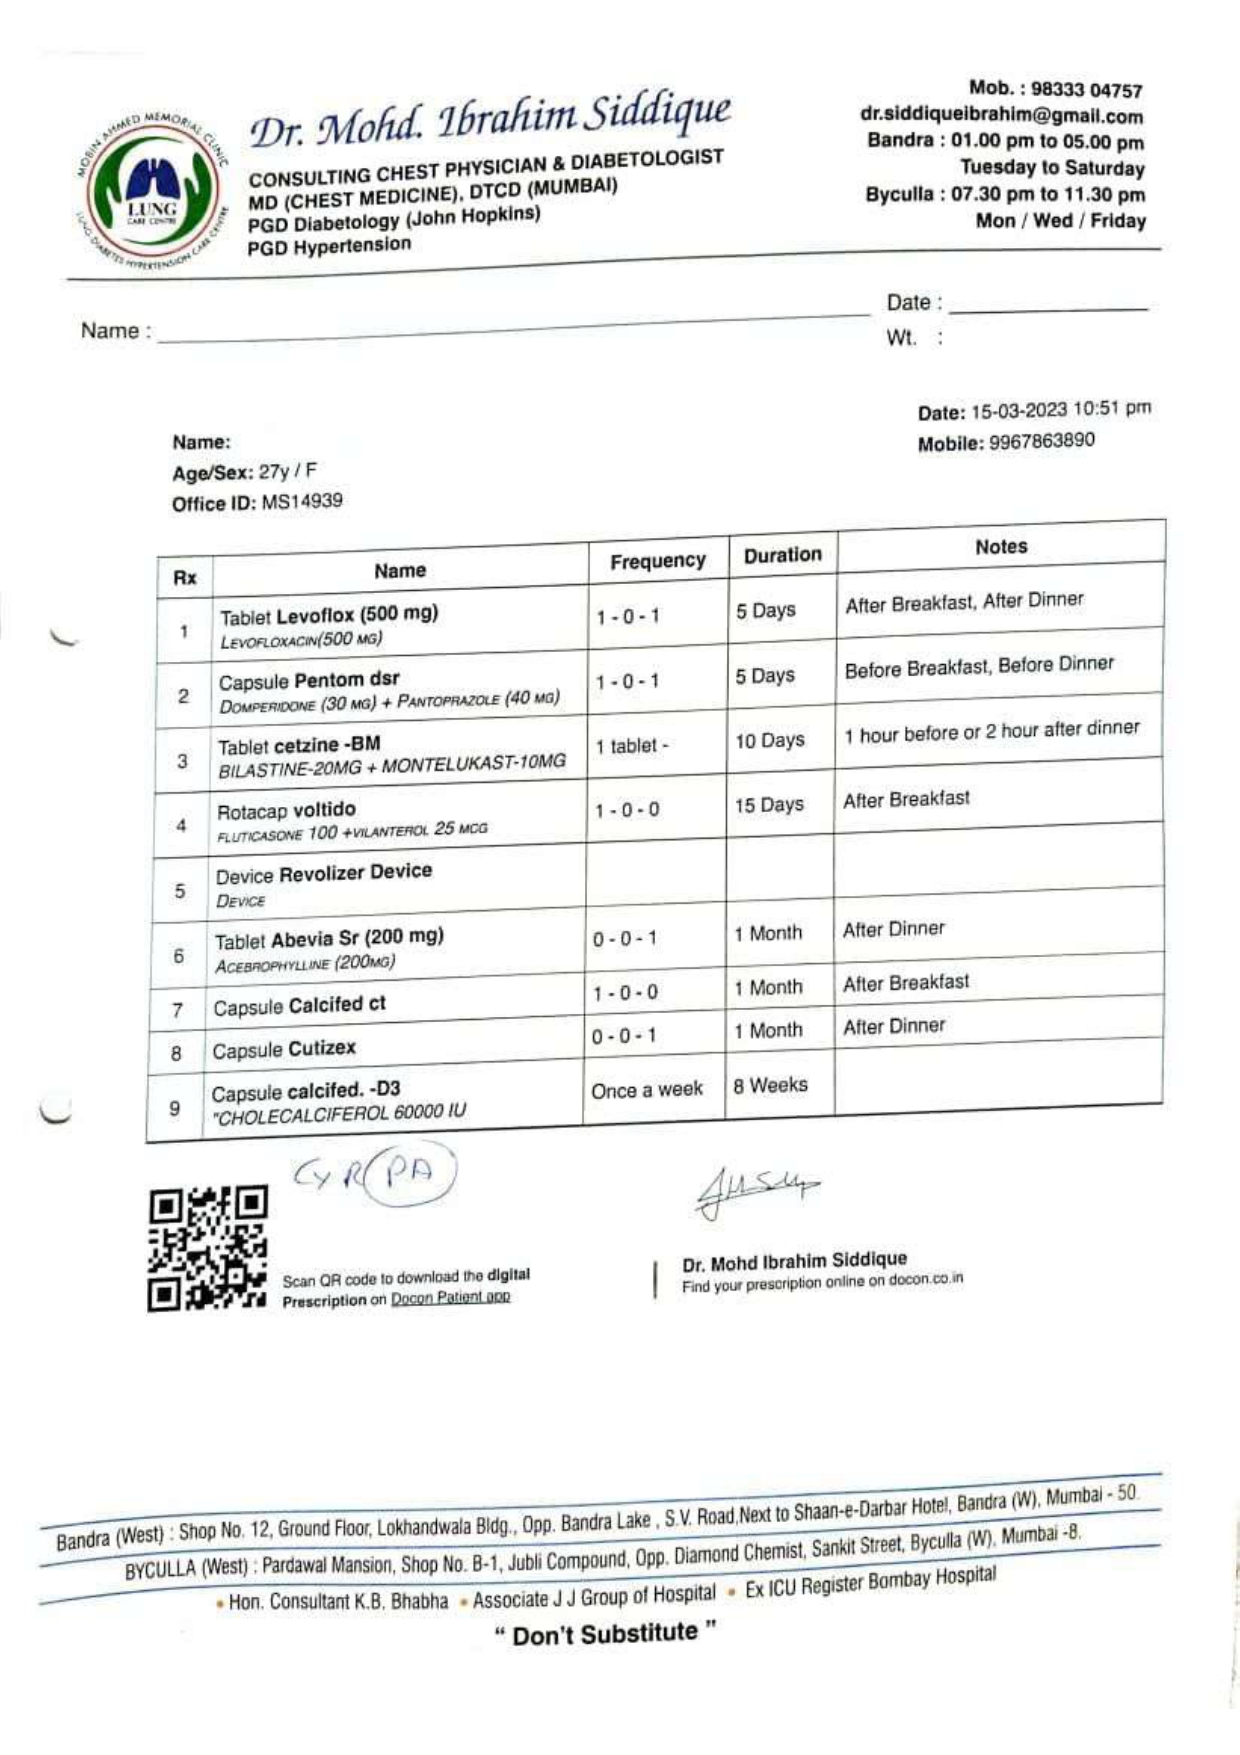 MOBIN AHMED MEMORIAL CLINIC
LUNG
CARE CENTRE
LUNG DIABETES HYPERTENSION CARE CENTRE
Dr. Mohd. Ibrahim Siddique
CONSULTING CHEST PHYSICIAN & DIABETOLOGIST
MD (CHEST MEDICINE), DTCD (MUMBAI)
PGD Diabetology (John Hopkins)
PGD Hypertension
Mob. : 98333 04757
dr.siddiqueibrahim@gmail.com
Bandra : 01.00 pm to 05.00 pm
Tuesday to Saturday
Byculla : 07.30 pm to 11.30 pm
Mon / Wed / Friday
Name :
Date :
Wt. :
Date: 15-03-2023 10:51 pm
Mobile: 9967863890
Name:
Age/Sex: 27y / F
Office ID: MS14939
Rx Name Frequency Duration Notes
1 Tablet Levoflox (500 mg) 1 - 0 - 1 5 Days After Breakfast, After Dinner
LEVOFLOXACIN(500 MG)
2 Capsule Pentom dsr 1 - 0 - 1 5 Days Before Breakfast, Before Dinner
DOMPERIDONE (30 MG) + PANTOPRAZOLE (40 MG)
3 Tablet cetzine -BM 1 tablet - 10 Days 1 hour before or 2 hour after dinner
BILASTINE-20MG + MONTELUKAST-10MG
4 Rotacap voltido 1 - 0 - 0 15 Days After Breakfast
FLUTICASONE 100 +VILANTEROL 25 MCG
5 Device Revolizer Device
DEVICE
6 Tablet Abevia Sr (200 mg) 0 - 0 - 1 1 Month After Dinner
ACEBROPHYLLINE (200MG)
7 Capsule Calcifed ct 1 - 0 - 0 1 Month After Breakfast
8 Capsule Cutizex 0 - 0 - 1 1 Month After Dinner
9 Capsule calcifed. -D3 Once a week 8 Weeks
"CHOLECALCIFEROL 60000 IU
PA
Scan QR code to download the digital
Prescription on Docon Patient app
Dr. Mohd Ibrahim Siddique
Find your prescription online on docon.co.in
Bandra (West) : Shop No. 12, Ground Floor, Lokhandwala Bldg., Opp. Bandra Lake , S.V. Road,Next to Shaan-e-Darbar Hotel, Bandra (W), Mumbai - 50.
BYCULLA (West) : Pardawal Mansion, Shop No. B-1, Jubli Compound, Opp. Diamond Chemist, Sankit Street, Byculla (W), Mumbai -8.
• Hon. Consultant K.B. Bhabha • Associate J J Group of Hospital • Ex ICU Register Bombay Hospital
“ Don't Substitute ”